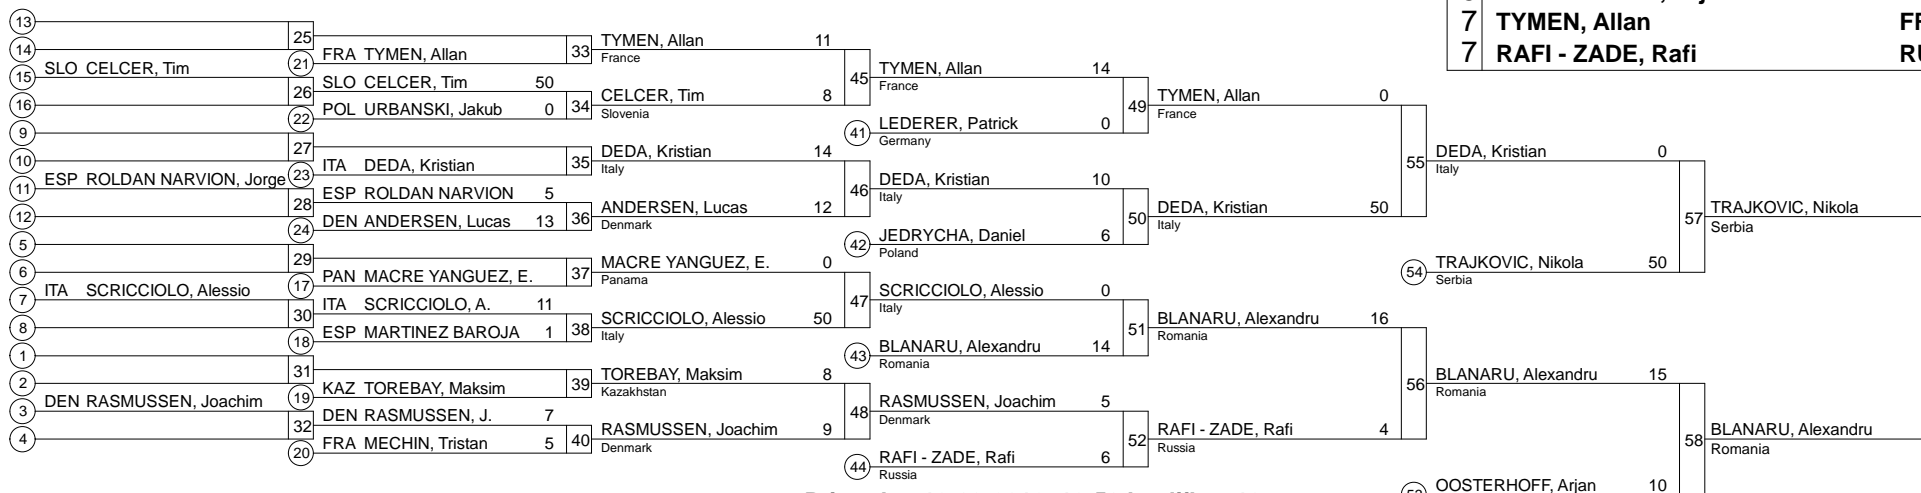 7 TYMEN, Allan
7 RAFI - ZADE, Rafi
13
14
15 SLO CELCER, Tim
16
9
10
11 ESP ROLDAN NARVION, Jorge
12
5
6
7 ITA SCRICCIOLO, Alessio
8
1
2
3 DEN RASMUSSEN, Joachim
4
25
21 FRA TYMEN, Allan
26 SLO CELCER, Tim 50
22 POL URBANSKI, Jakub 0
27
23 ITA DEDA, Kristian
28 ESP ROLDAN NARVION 5
24 DEN ANDERSEN, Lucas 13
29
17 PAN MACRE YANGUEZ, E.
30 ITA SCRICCIOLO, A. 11
18 ESP MARTINEZ BAROJA 1
31
19 KAZ TOREBAY, Maksim
32 DEN RASMUSSEN, J. 7
20 FRA MECHIN, Tristan 5
33 TYMEN, Allan 11
France
34 CELCER, Tim 8
Slovenia
35 DEDA, Kristian 14
Italy
36 ANDERSEN, Lucas 12
Denmark
37 MACRE YANGUEZ, E. 0
Panama
38 SCRICCIOLO, Alessio 50
Italy
39 TOREBAY, Maksim 8
Kazakhstan
40 RASMUSSEN, Joachim 9
Denmark
45 TYMEN, Allan 14
France
41 LEDERER, Patrick 0
Germany
46 DEDA, Kristian 10
Italy
42 JEDRYCHA, Daniel 6
Poland
47 SCRICCIOLO, Alessio 0
Italy
43 BLANARU, Alexandru 14
Romania
48 RASMUSSEN, Joachim 5
Denmark
44 RAFI - ZADE, Rafi 6
Russia
49 TYMEN, Allan 0
France
50 DEDA, Kristian 50
Italy
51 BLANARU, Alexandru 16
Romania
52 RAFI - ZADE, Rafi 4
Russia
55 DEDA, Kristian 0
Italy
54 TRAJKOVIC, Nikola 50
Serbia
56 BLANARU, Alexandru 15
Romania
OOSTERHOFF, Arjan 10
57 TRAJKOVIC, Nikola
Serbia
58 BLANARU, Alexandru
Romania